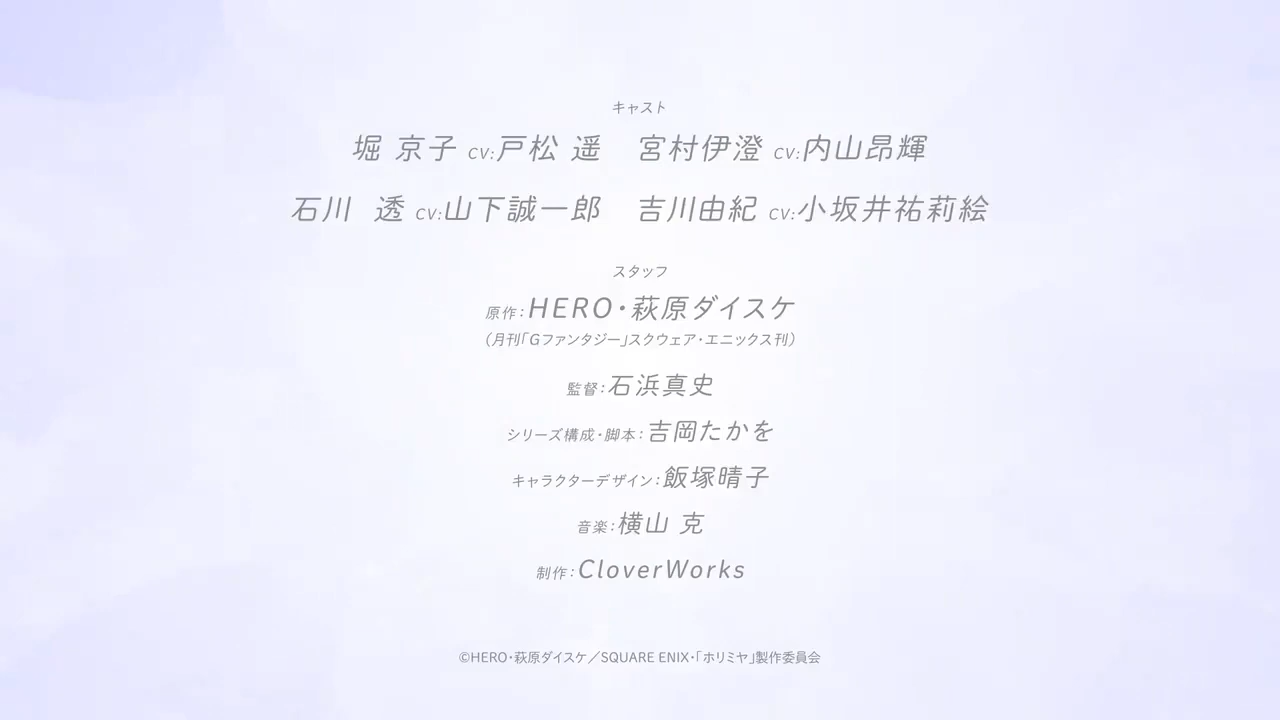 キャスト
堀 京子 CV:戸松 遥　宮村伊澄 CV:内山昂輝
石川 透 CV:山下誠一郎　吉川由紀 CV:小坂井祐莉絵
スタッフ
原作：HERO・萩原ダイスケ
（月刊「Gファンタジー」スクウェア・エニックス刊）
監督：石浜真史
シリーズ構成・脚本：吉岡たかを
キャラクターデザイン：飯塚晴子
音楽：横山 克
制作：CloverWorks
©HERO・萩原ダイスケ／SQUARE ENIX・「ホリミヤ」製作委員会